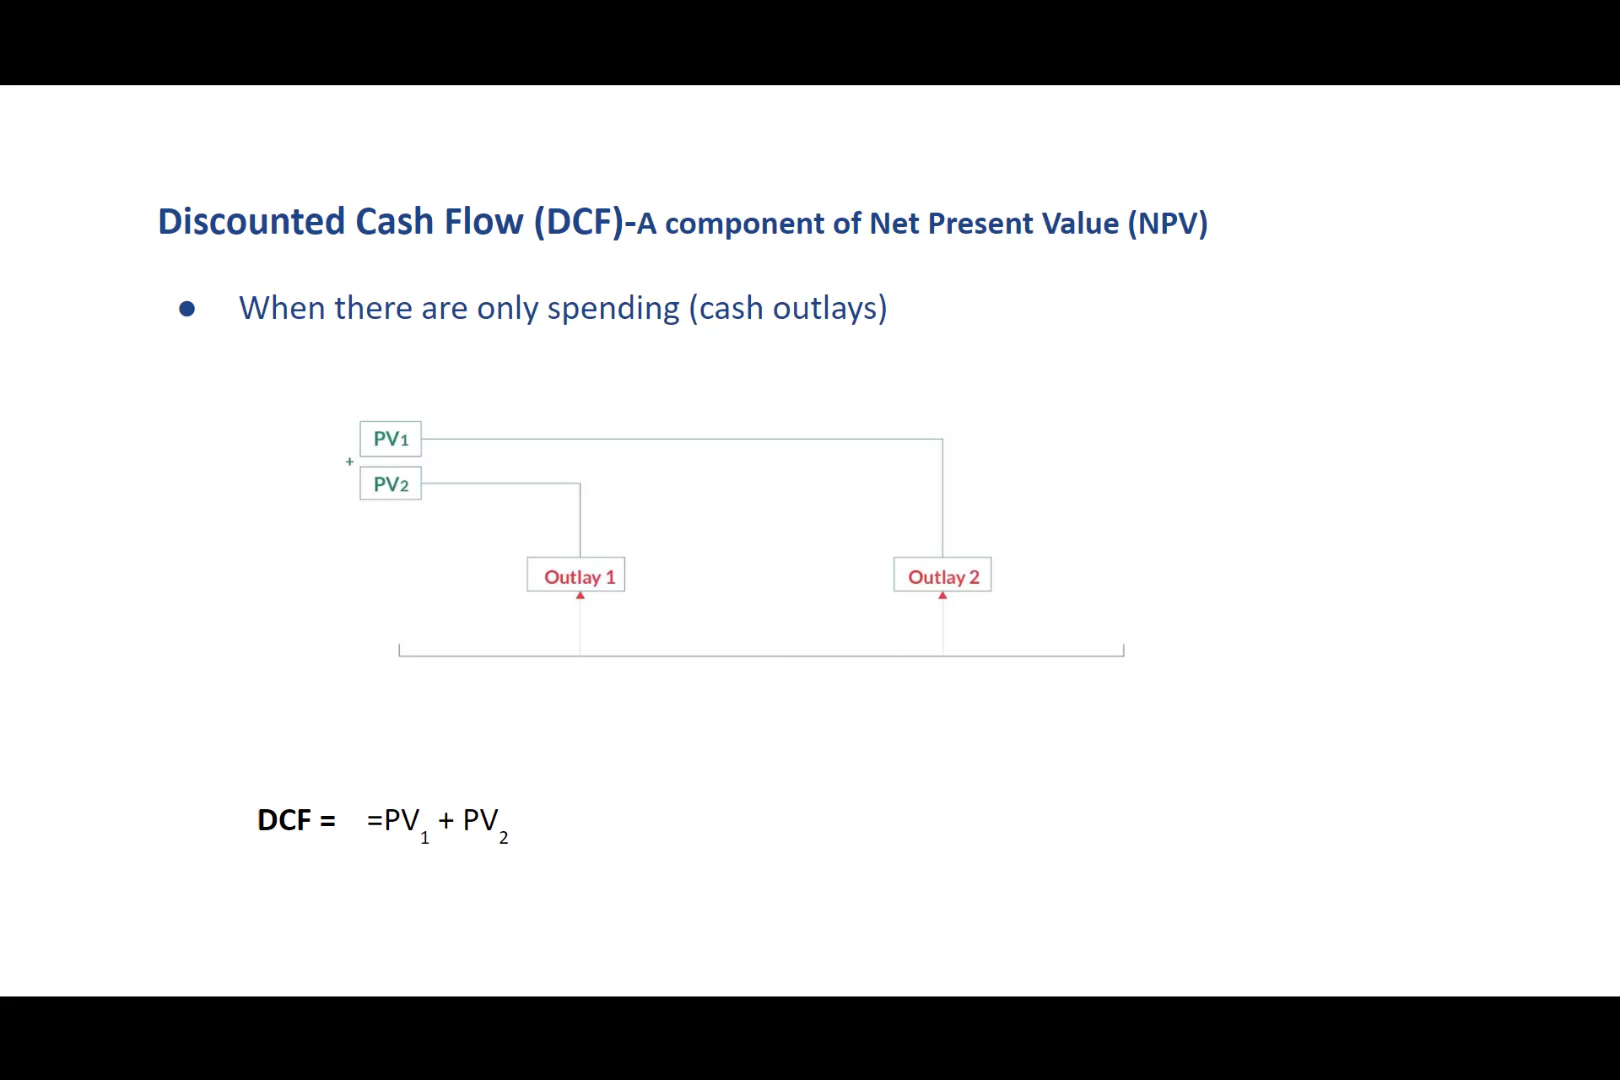 Discounted Cash Flow (DCF)-A component of Net Present Value (NPV)
● When there are only spending (cash outlays)
PV1
+
PV2
Outlay 1 Outlay 2
DCF = =PV1 + PV2